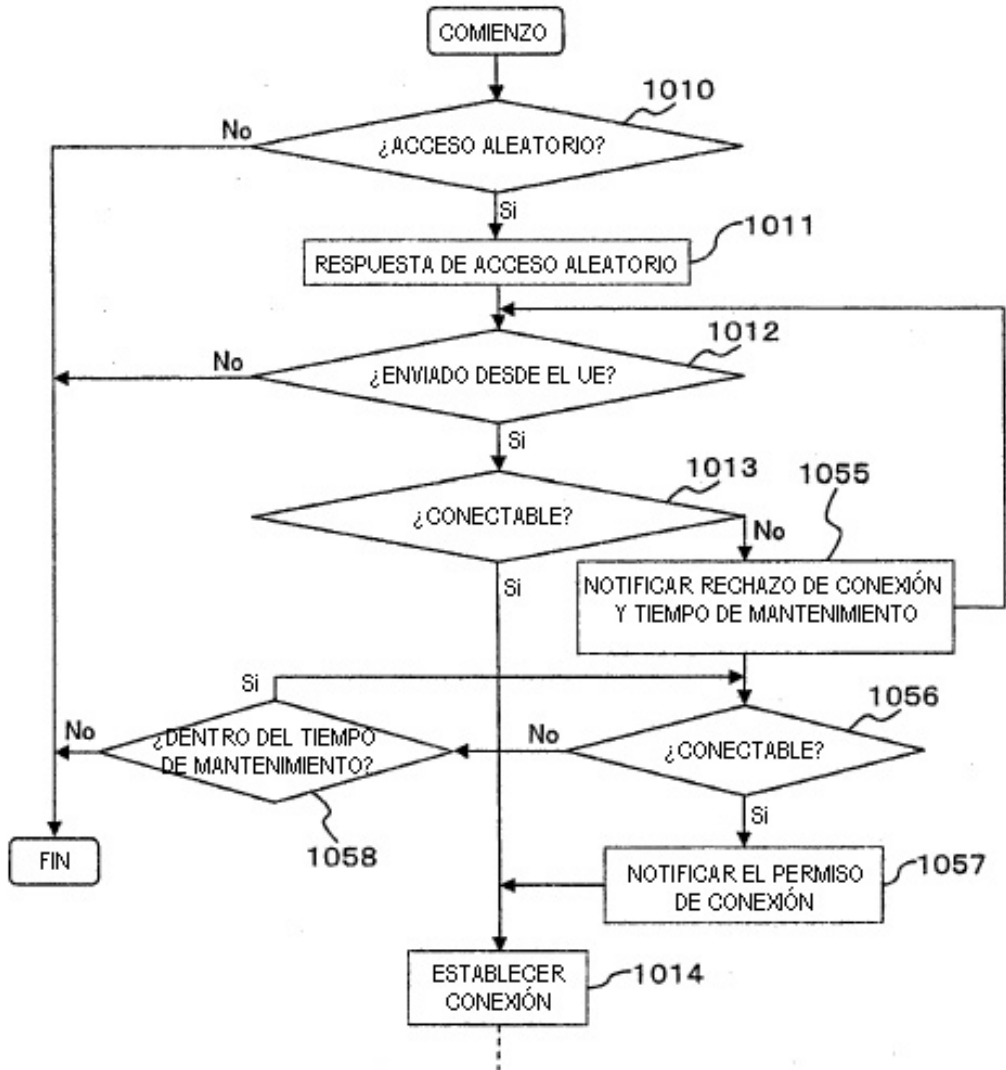 COMIENZO
1010
No
¿ACCESO ALEATORIO?
Si
1011
RESPUESTA DE ACCESO ALEATORIO
1012
No
¿ENVIADO DESDE EL UE?
Si
1013
1055
¿CONECTABLE?
No
Si
NOTIFICAR RECHAZO DE CONEXIÓN
Y TIEMPO DE MANTENIMIENTO
Si
1056
No
¿DENTRO DEL TIEMPO
DE MANTENIMIENTO?
No
¿CONECTABLE?
Si
1058
FIN
1057
NOTIFICAR EL PERMISO
DE CONEXIÓN
ESTABLECER
CONEXIÓN
1014